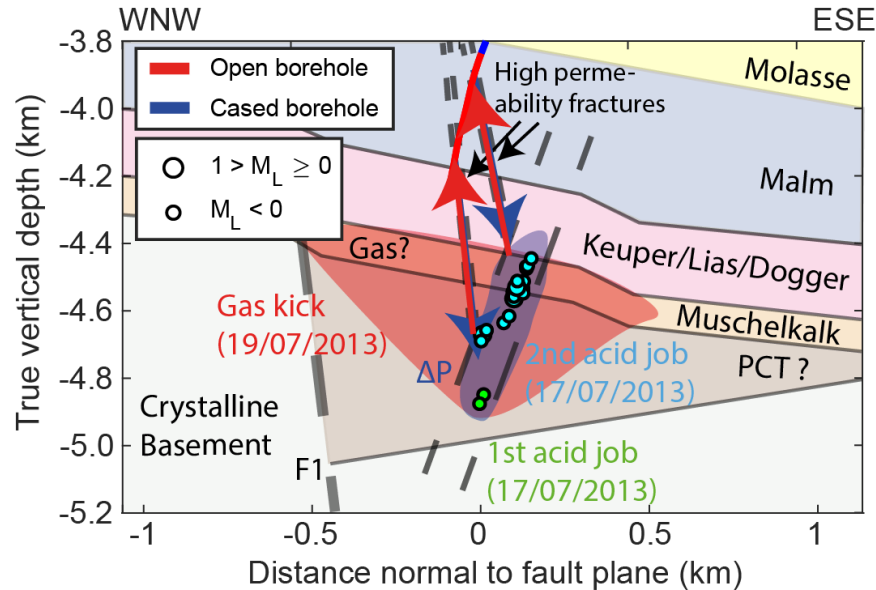 WNW
ESE
-3.8
-4.0
-4.2
-4.4
-4.6
-4.8
-5.0
-5.2
True vertical depth (km)
Open borehole
Cased borehole
1 > M_L ≥ 0
M_L < 0
High perme-
ability fractures
Molasse
Malm
Keuper/Lias/Dogger
Muschelkalk
PCT ?
Gas?
Gas kick
(19/07/2013)
ΔP
2nd acid job
(17/07/2013)
Crystalline
Basement
F1
1st acid job
(17/07/2013)
-1
-0.5
0
0.5
1
Distance normal to fault plane (km)